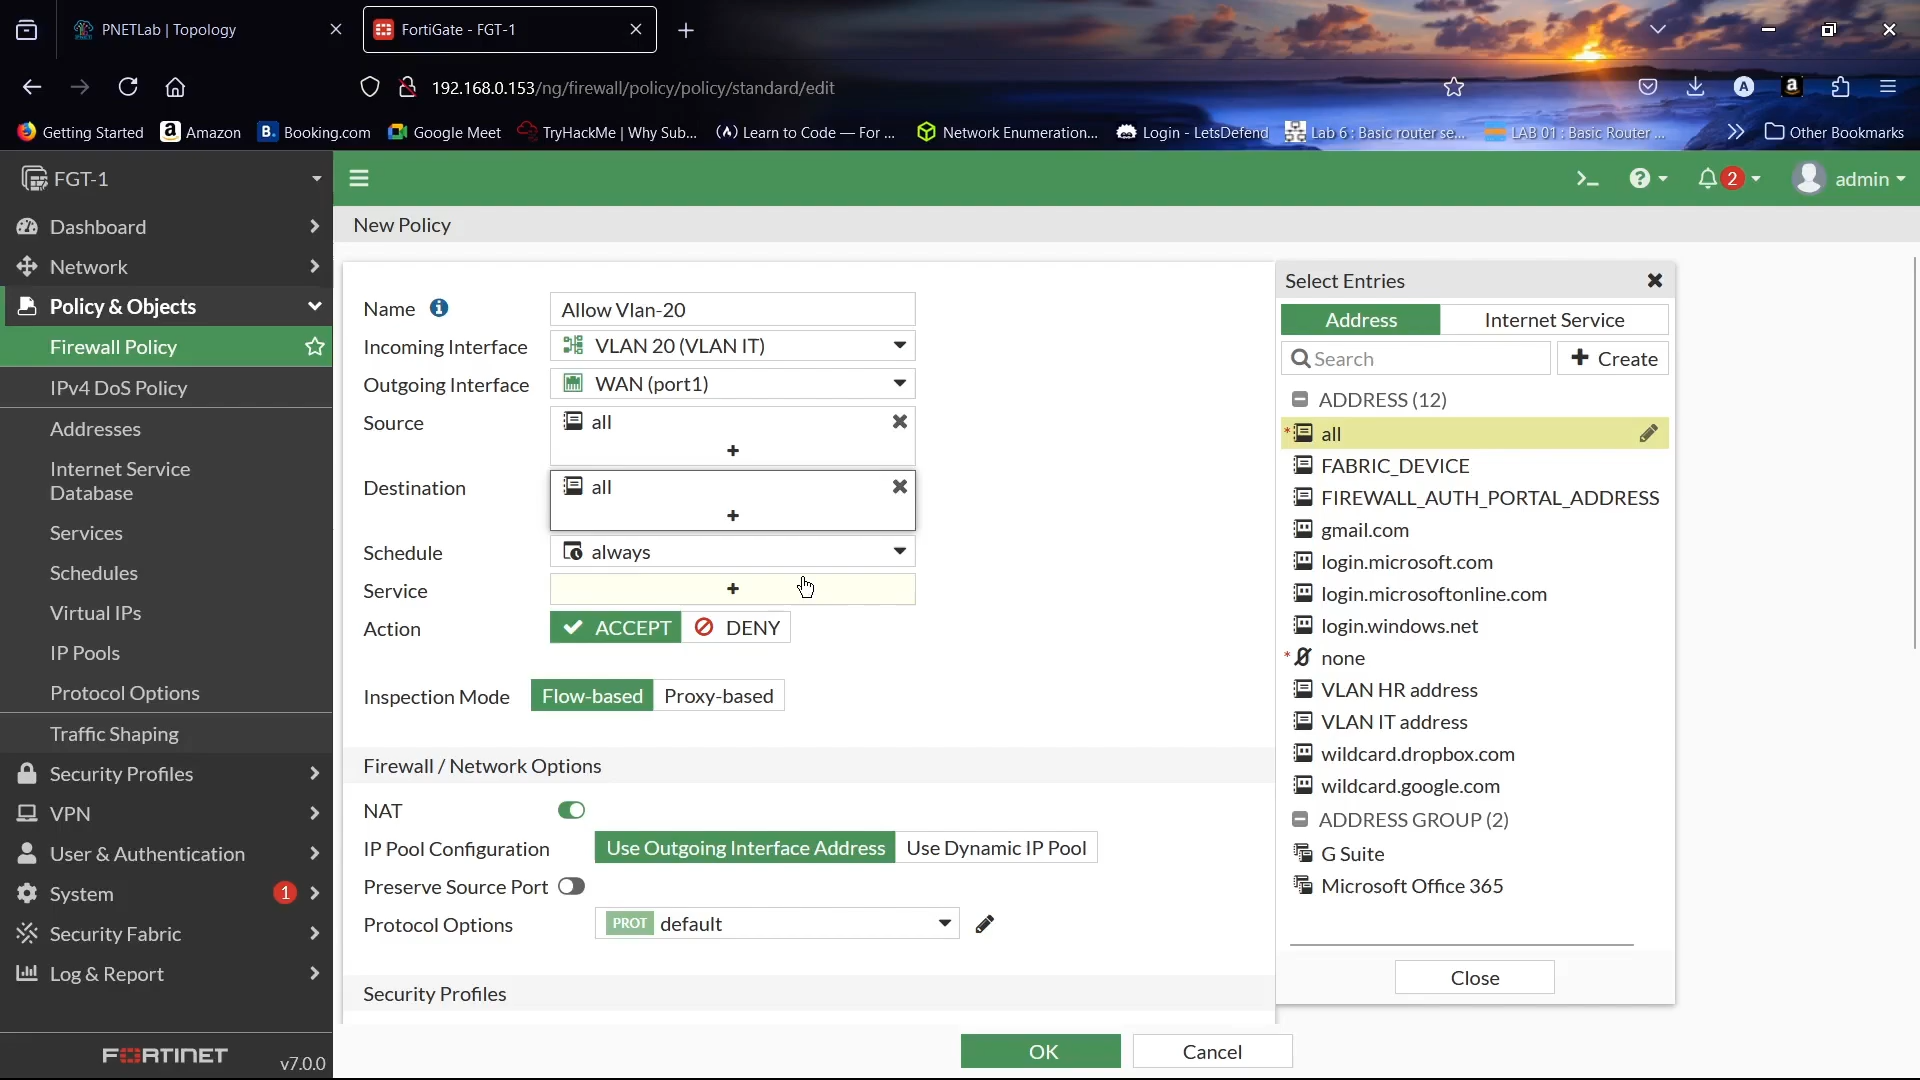 PNETLab | Topology
FortiGate - FGT-1
192.168.0.153/ng/firewall/policy/policy/standard/edit
Getting Started
a Amazon
B. Booking.com
Google Meet
TryHackMe | Why Sub...
Learn to Code — For ...
Network Enumeration...
Login - LetsDefend
Lab 6 : Basic router se...
LAB 01 : Basic Router ...
Other Bookmarks
A
a
FGT-1
>_
?
2
admin
Dashboard
Network
Policy & Objects
Firewall Policy
IPv4 DoS Policy
Addresses
Internet Service
Database
Services
Schedules
Virtual IPs
IP Pools
Protocol Options
Traffic Shaping
Security Profiles
VPN
User & Authentication
System 1
Security Fabric
Log & Report
FORTINET v7.0.0
New Policy
Name Allow Vlan-20
Incoming Interface VLAN 20 (VLAN IT)
Outgoing Interface WAN (port1)
Source all
+
Destination all
+
Schedule always
Service +
Action ACCEPT DENY
Inspection Mode Flow-based Proxy-based
Firewall / Network Options
NAT
IP Pool Configuration Use Outgoing Interface Address Use Dynamic IP Pool
Preserve Source Port
Protocol Options PROT default
Security Profiles
OK Cancel
Select Entries
Address Internet Service
Search + Create
ADDRESS (12)
* all
FABRIC_DEVICE
FIREWALL_AUTH_PORTAL_ADDRESS
gmail.com
login.microsoft.com
login.microsoftonline.com
login.windows.net
* none
VLAN HR address
VLAN IT address
wildcard.dropbox.com
wildcard.google.com
ADDRESS GROUP (2)
G Suite
Microsoft Office 365
Close